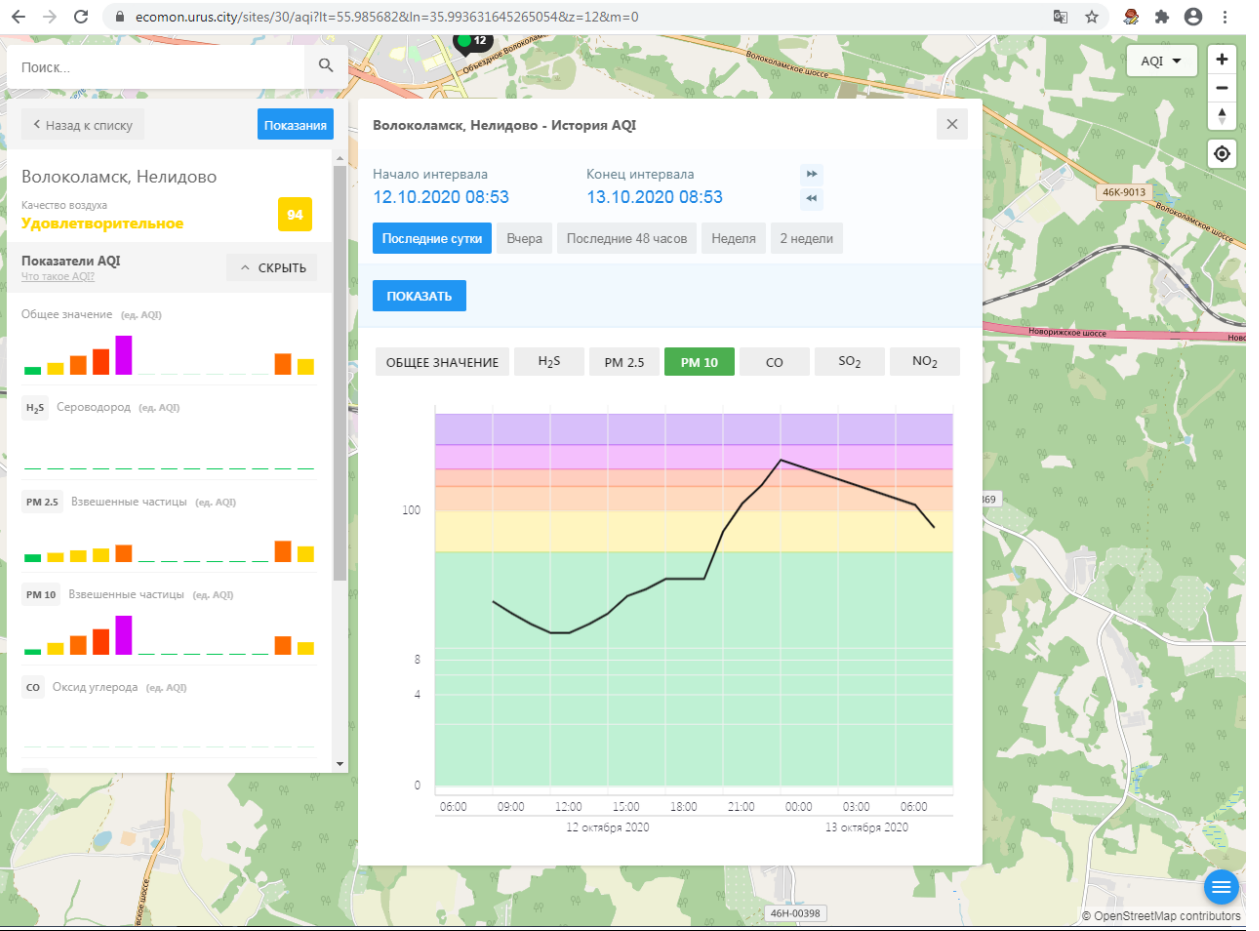 ecomon.urus.city/sites/30/aqi?lt=55.985682&ln=35.99363164526505​4&z=12&m=0
12
Объездное Волоколамс
Волоколамское шоссе
Поиск...
AQI
Назад к списку
Показания
Волоколамск, Нелидово
Качество воздуха
Удовлетворительное
94
Показатели AQI
Что такое AQI?
СКРЫТЬ
Общее значение (ед. AQI)
H₂S Сероводород (ед. AQI)
PM 2.5 Взвешенные частицы (ед. AQI)
PM 10 Взвешенные частицы (ед. AQI)
CO Оксид углерода (ед. AQI)
Волоколамск, Нелидово - История AQI
Начало интервала
12.10.2020 08:53
Конец интервала
13.10.2020 08:53
Последние сутки Вчера Последние 48 часов Неделя 2 недели
ПОКАЗАТЬ
ОБЩЕЕ ЗНАЧЕНИЕ H₂S PM 2.5 PM 10 CO SO₂ NO₂
100
8
4
0
06:00 09:00 12:00 15:00 18:00 21:00 00:00 03:00 06:00
12 октября 2020 13 октября 2020
46К-9013
Волоколамское шоссе
Новорижское шоссе
Ново
369
вское шоссе
46Н-00398
© OpenStreetMap contributors